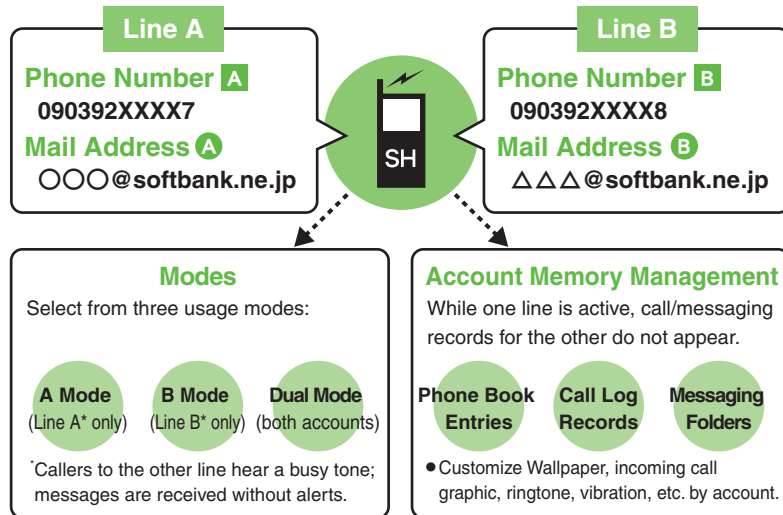 Line A
Phone Number A
090392XXXX7
Mail Address A
○○○@softbank.ne.jp
SH
Line B
Phone Number B
090392XXXX8
Mail Address B
△△△@softbank.ne.jp
Modes
Select from three usage modes:
A Mode
(Line A* only)
B Mode
(Line B* only)
Dual Mode
(both accounts)
*Callers to the other line hear a busy tone;
messages are received without alerts.
Account Memory Management
While one line is active, call/messaging
records for the other do not appear.
Phone Book
Entries
Call Log
Records
Messaging
Folders
●Customize Wallpaper, incoming call
graphic, ringtone, vibration, etc. by account.